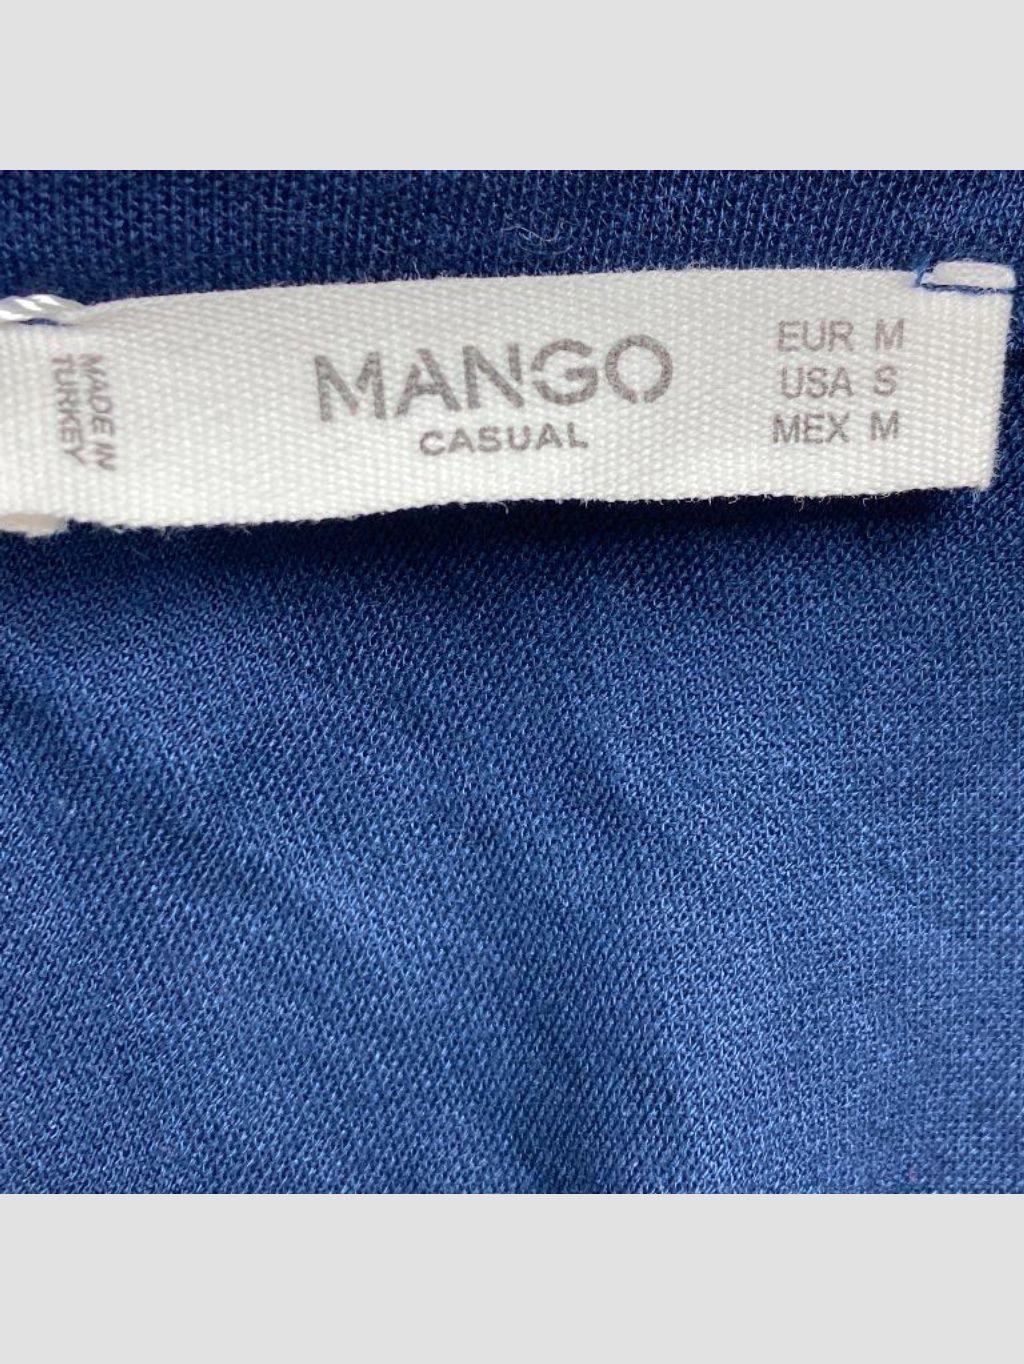 MADE IN
TURKEY
MANGO
CASUAL
EUR M
USA S
MEX M